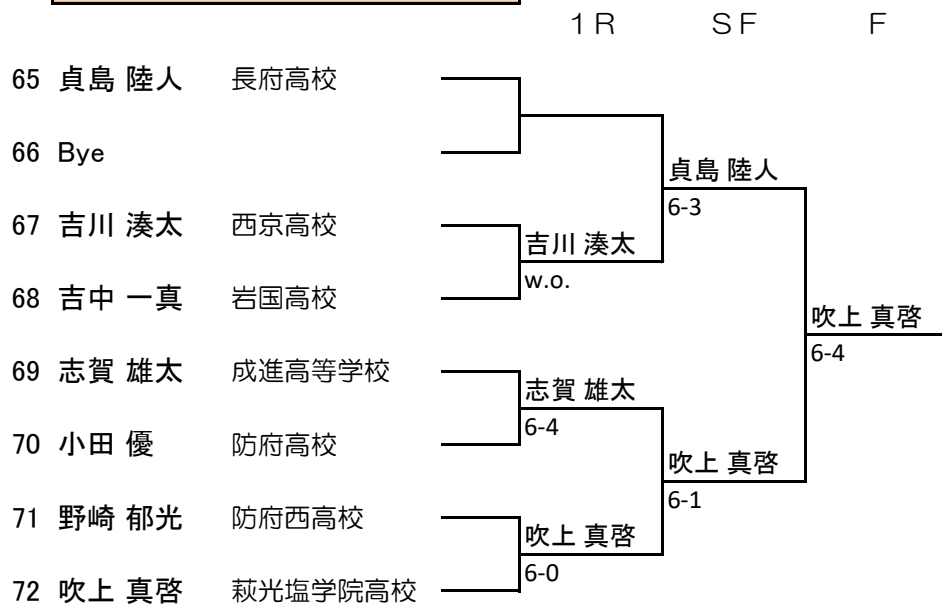 １Ｒ ＳＦ Ｆ
65 貞島 陸人 長府高校
66 Bye
貞島 陸人
6-3
67 吉川 湊太 西京高校
吉川 湊太
w.o.
68 吉中 一真 岩国高校
吹上 真啓
6-4
69 志賀 雄太 成進高等学校
志賀 雄太
6-4
70 小田 優 防府高校
吹上 真啓
6-1
71 野崎 郁光 防府西高校
吹上 真啓
6-0
72 吹上 真啓 萩光塩学院高校